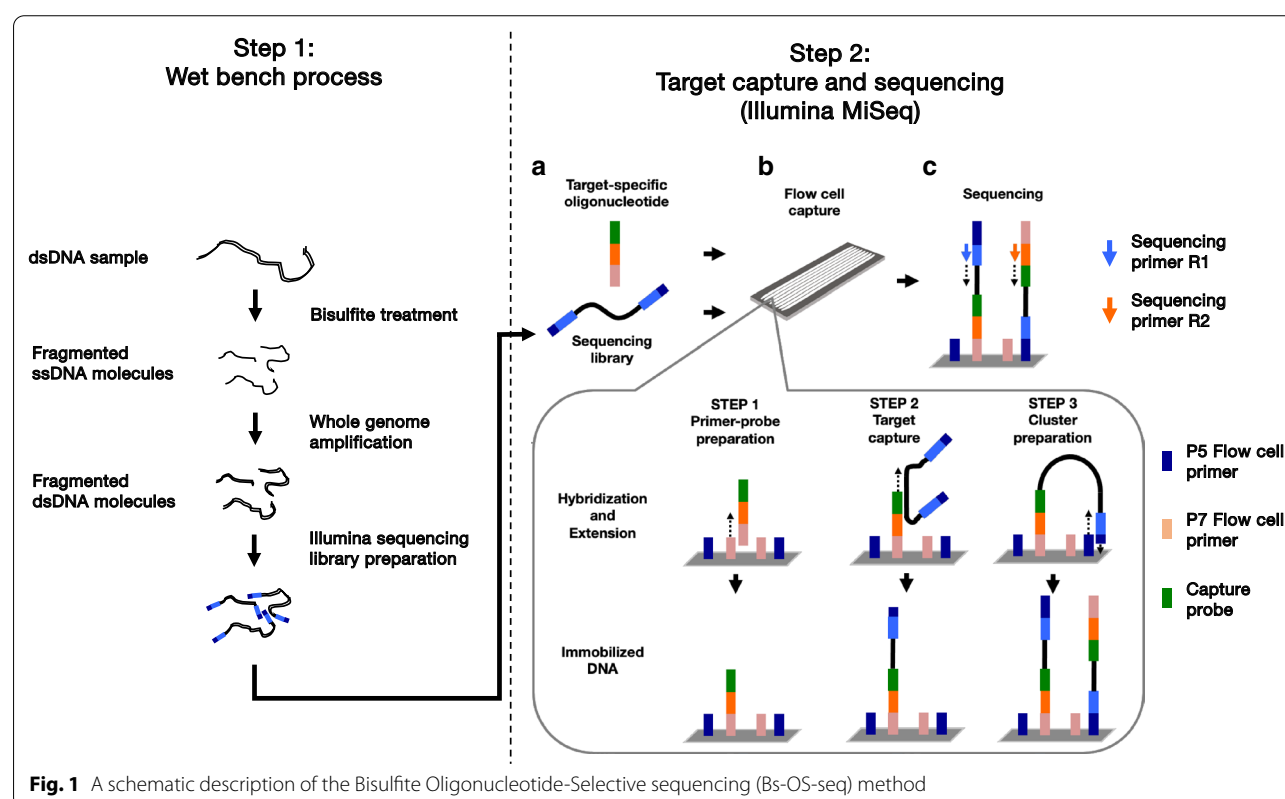 Step 1:
Wet bench process
dsDNA sample
Bisulfite treatment
Fragmented
ssDNA molecules
Whole genome
amplification
Fragmented
dsDNA molecules
Illumina sequencing
library preparation
Step 2:
Target capture and sequencing
(Illumina MiSeq)
a
Target-specific
oligonucleotide
Sequencing
library
b
Flow cell
capture
c
Sequencing
Sequencing
primer R1
Sequencing
primer R2
STEP 1
Primer-probe
preparation
STEP 2
Target
capture
STEP 3
Cluster
preparation
Hybridization
and
Extension
Immobilized
DNA
P5 Flow cell
primer
P7 Flow cell
primer
Capture
probe
Fig. 1 A schematic description of the Bisulfite Oligonucleotide-Selective sequencing (Bs-OS-seq) method